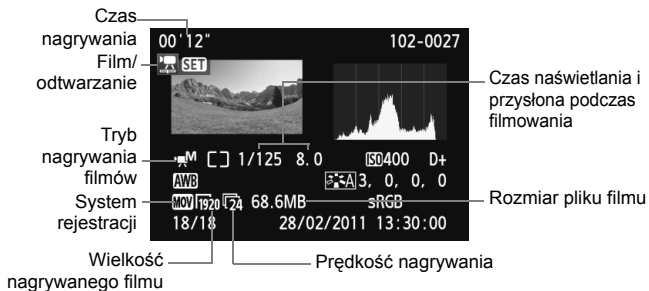 Czas
nagrywania
Film/
odtwarzanie
Tryb
nagrywania
filmów
System
rejestracji
Wielkość
nagrywanego filmu
Prędkość nagrywania
Czas naświetlania i
przysłona podczas
filmowania
Rozmiar pliku filmu
00'12" 102-0027
SET
M 1/125 8.0 ISO400 D+
AWB A 3, 0, 0, 0
MOV 1920 24 68.6MB sRGB
18/18 28/02/2011 13:30:00